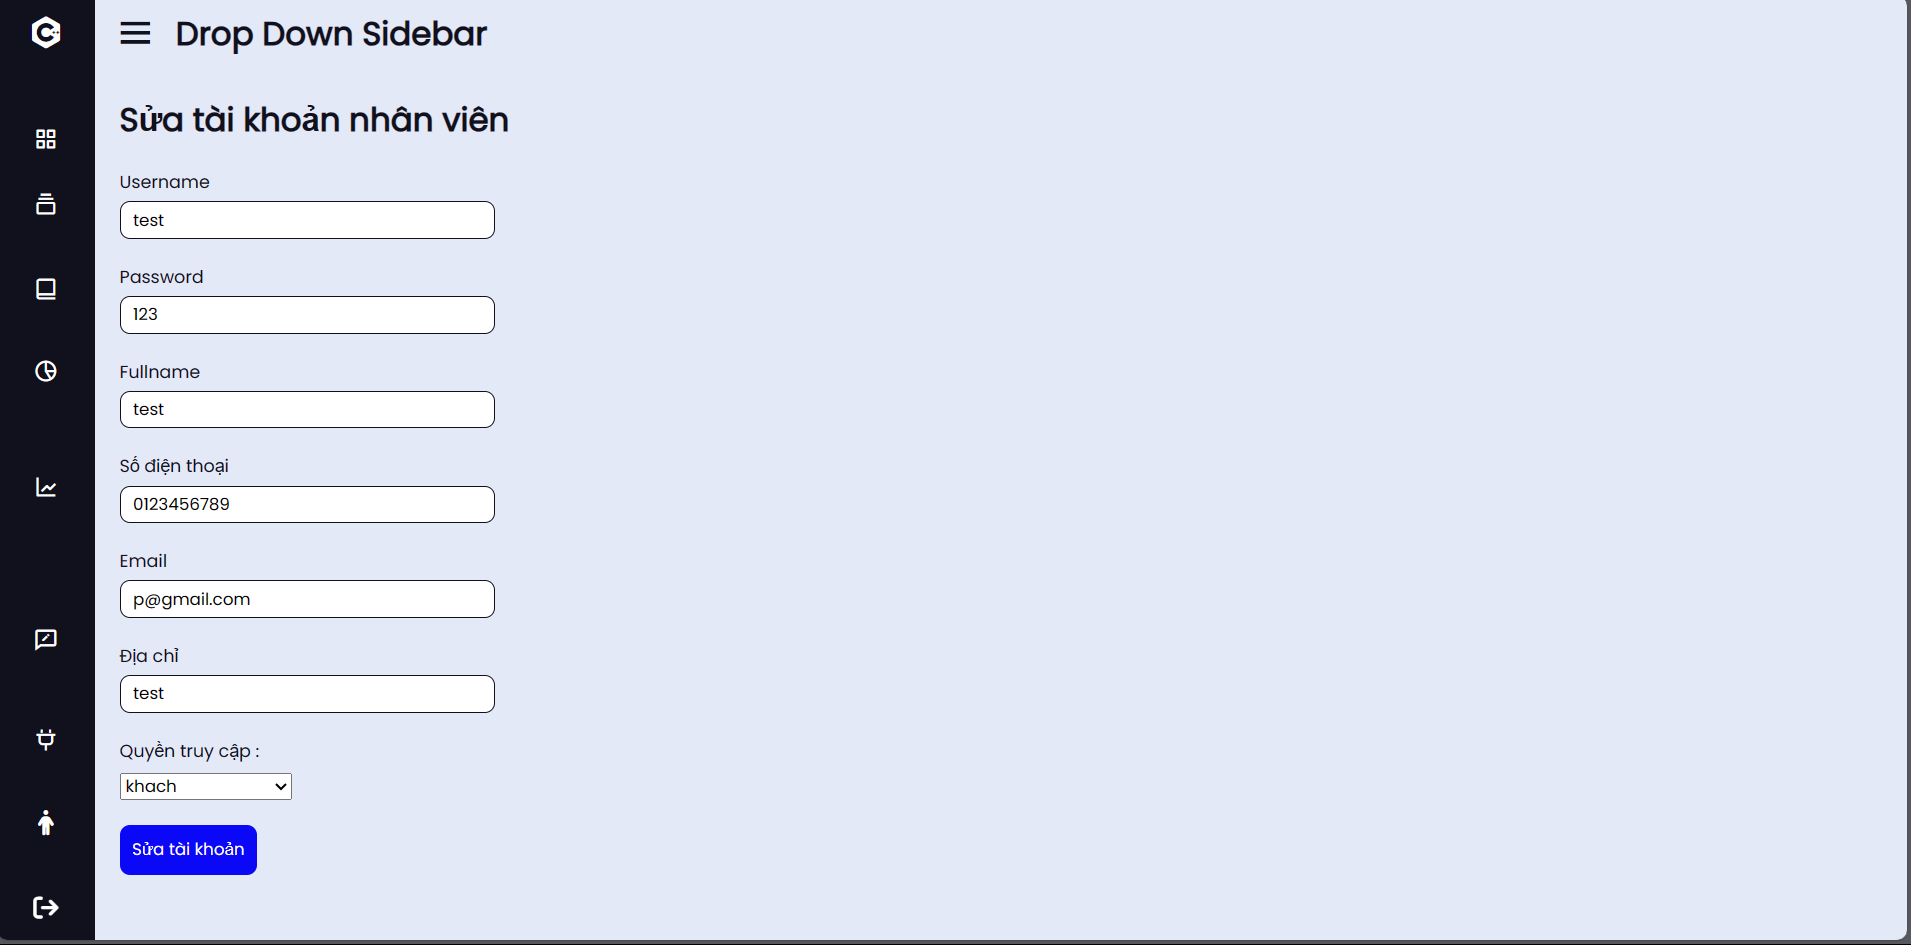 Drop Down Sidebar
Sửa tài khoản nhân viên
Username
test
Password
123
Fullname
test
Số điện thoại
0123456789
Email
p@gmail.com
Địa chỉ
test
Quyền truy cập :
khach
Sửa tài khoản